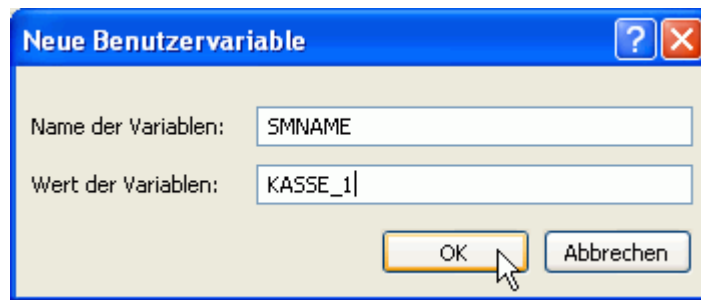 Neue Benutzervariable
Name der Variablen: SMNAME
Wert der Variablen: KASSE_1
OK Abbrechen